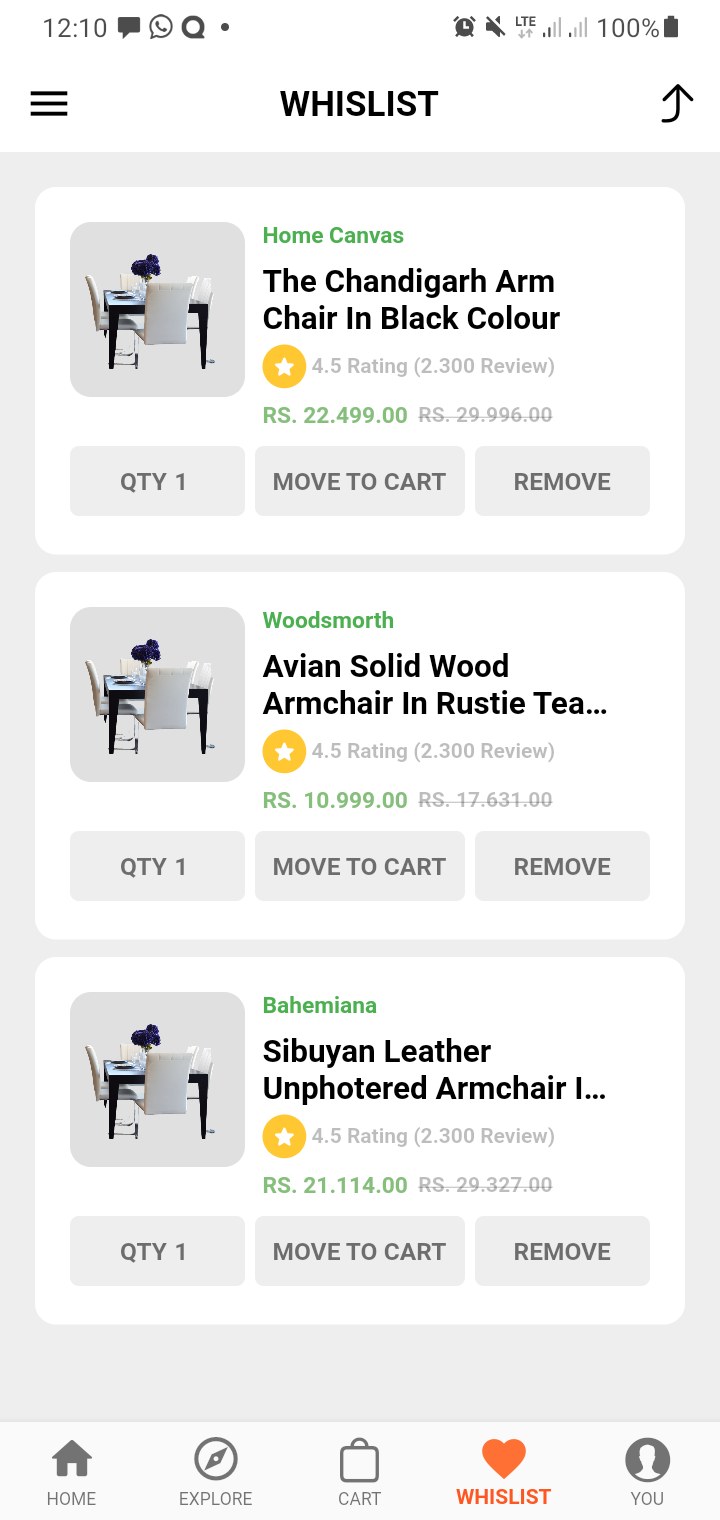 12:10
LTE
100%
WHISLIST
Home Canvas
The Chandigarh Arm
Chair In Black Colour
4.5 Rating (2.300 Review)
RS. 22.499.00 RS. 29.996.00
QTY 1 MOVE TO CART REMOVE
Woodsmorth
Avian Solid Wood
Armchair In Rustie Tea...
4.5 Rating (2.300 Review)
RS. 10.999.00 RS. 17.631.00
QTY 1 MOVE TO CART REMOVE
Bahemiana
Sibuyan Leather
Unphotered Armchair I...
4.5 Rating (2.300 Review)
RS. 21.114.00 RS. 29.327.00
QTY 1 MOVE TO CART REMOVE
HOME EXPLORE CART WHISLIST YOU